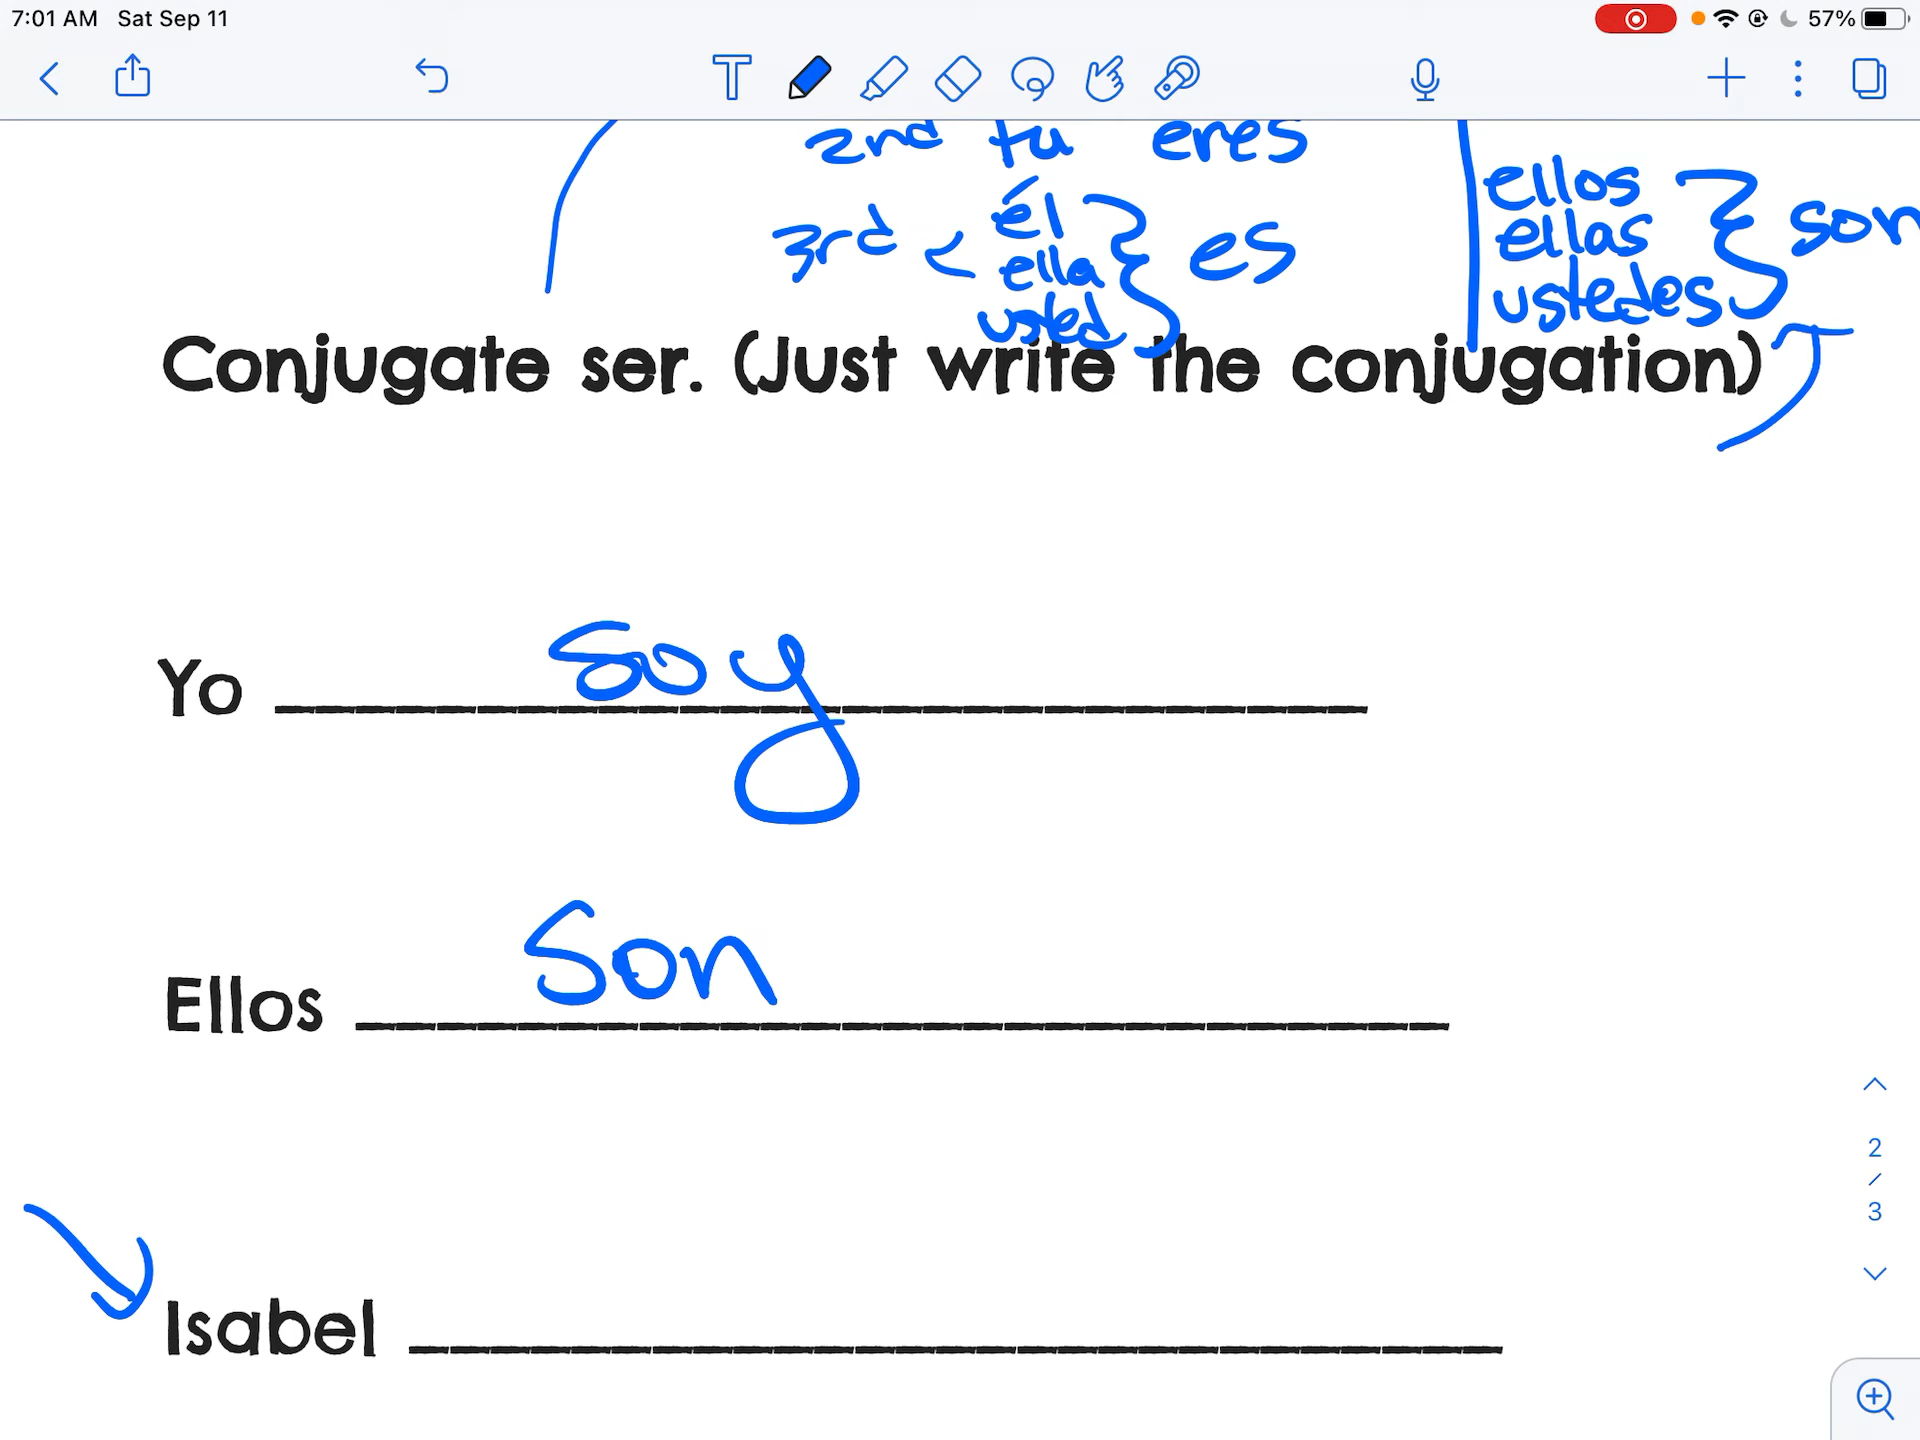 7:01 AM Sat Sep 11 57%
2nd tu eres
3rd < él ella usted } es
ellos ellas ustedes } son
Conjugate ser. (Just write the conjugation)
Yo soy
Ellos Son
Isabel
2
/
3